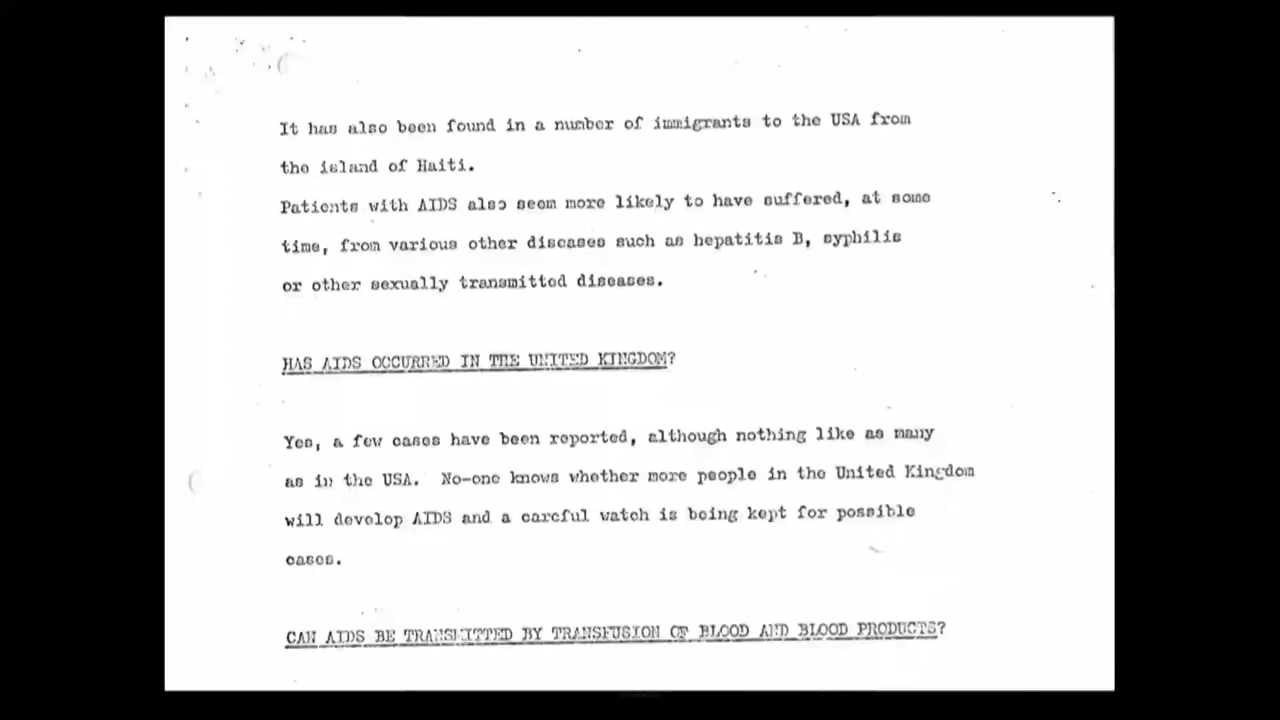 It has also been found in a number of immigrants to the USA from
the island of Haiti.
Patients with AIDS also seem more likely to have suffered, at some
time, from various other diseases such as hepatitis B, syphilis
or other sexually transmitted diseases.
HAS AIDS OCCURRED IN THE UNITED KINGDOM?
Yes, a few cases have been reported, although nothing like as many
as in the USA. No-one knows whether more people in the United Kingdom
will develop AIDS and a careful watch is being kept for possible
cases.
CAN AIDS BE TRANSMITTED BY TRANSFUSION OF BLOOD AND BLOOD PRODUCTS?